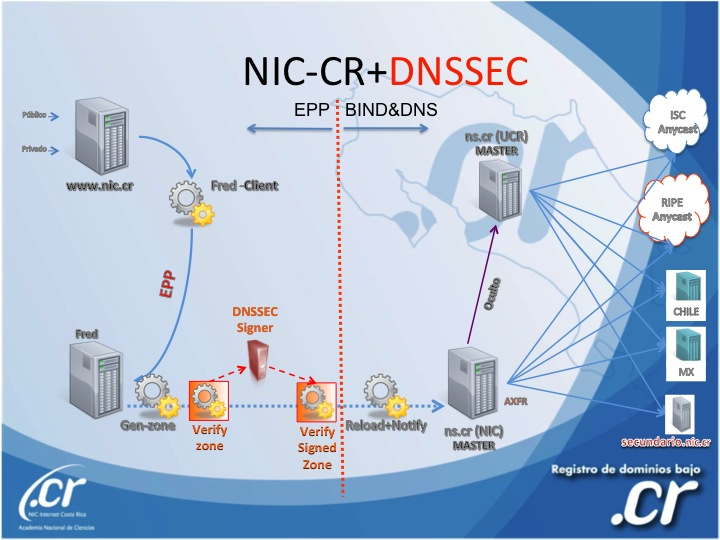 NIC-CR+DNSSEC
EPP BIND&DNS
Público
Privado
www.nic.cr
Fred -Client
ns.cr (UCR)
MASTER
ISC
Anycast
RIPE
Anycast
EPP
Oculto
DNSSEC
Signer
CHILE
Fred
MX
AXFR
Gen-zone
Verify
zone
Verify
Signed
Zone
Reload+Notify
ns.cr (NIC)
MASTER
secundario.nic.cr
.cr
NIC-Internet Costa Rica
Academia Nacional de Ciencias
Registro de dominios bajo
.cr